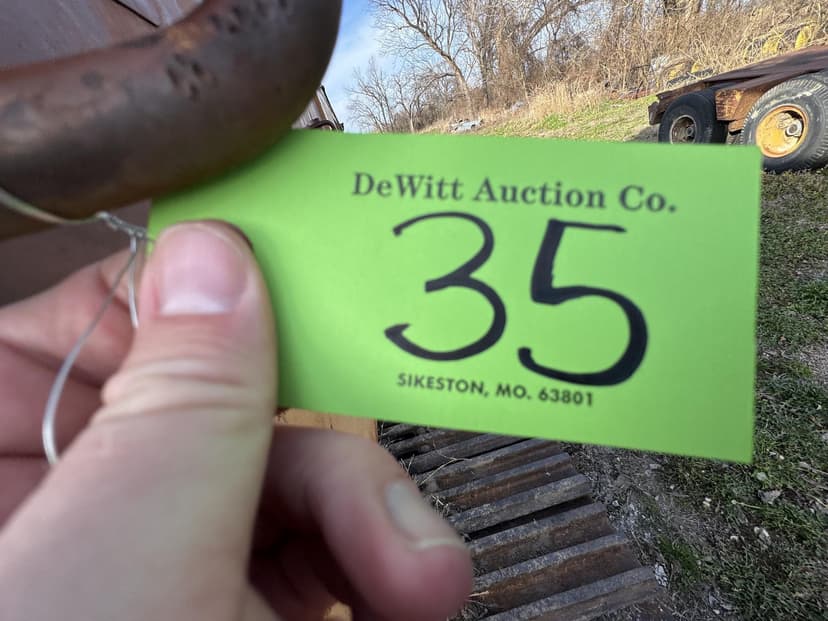 DeWitt Auction Co.
35
SIKESTON, MO. 63801